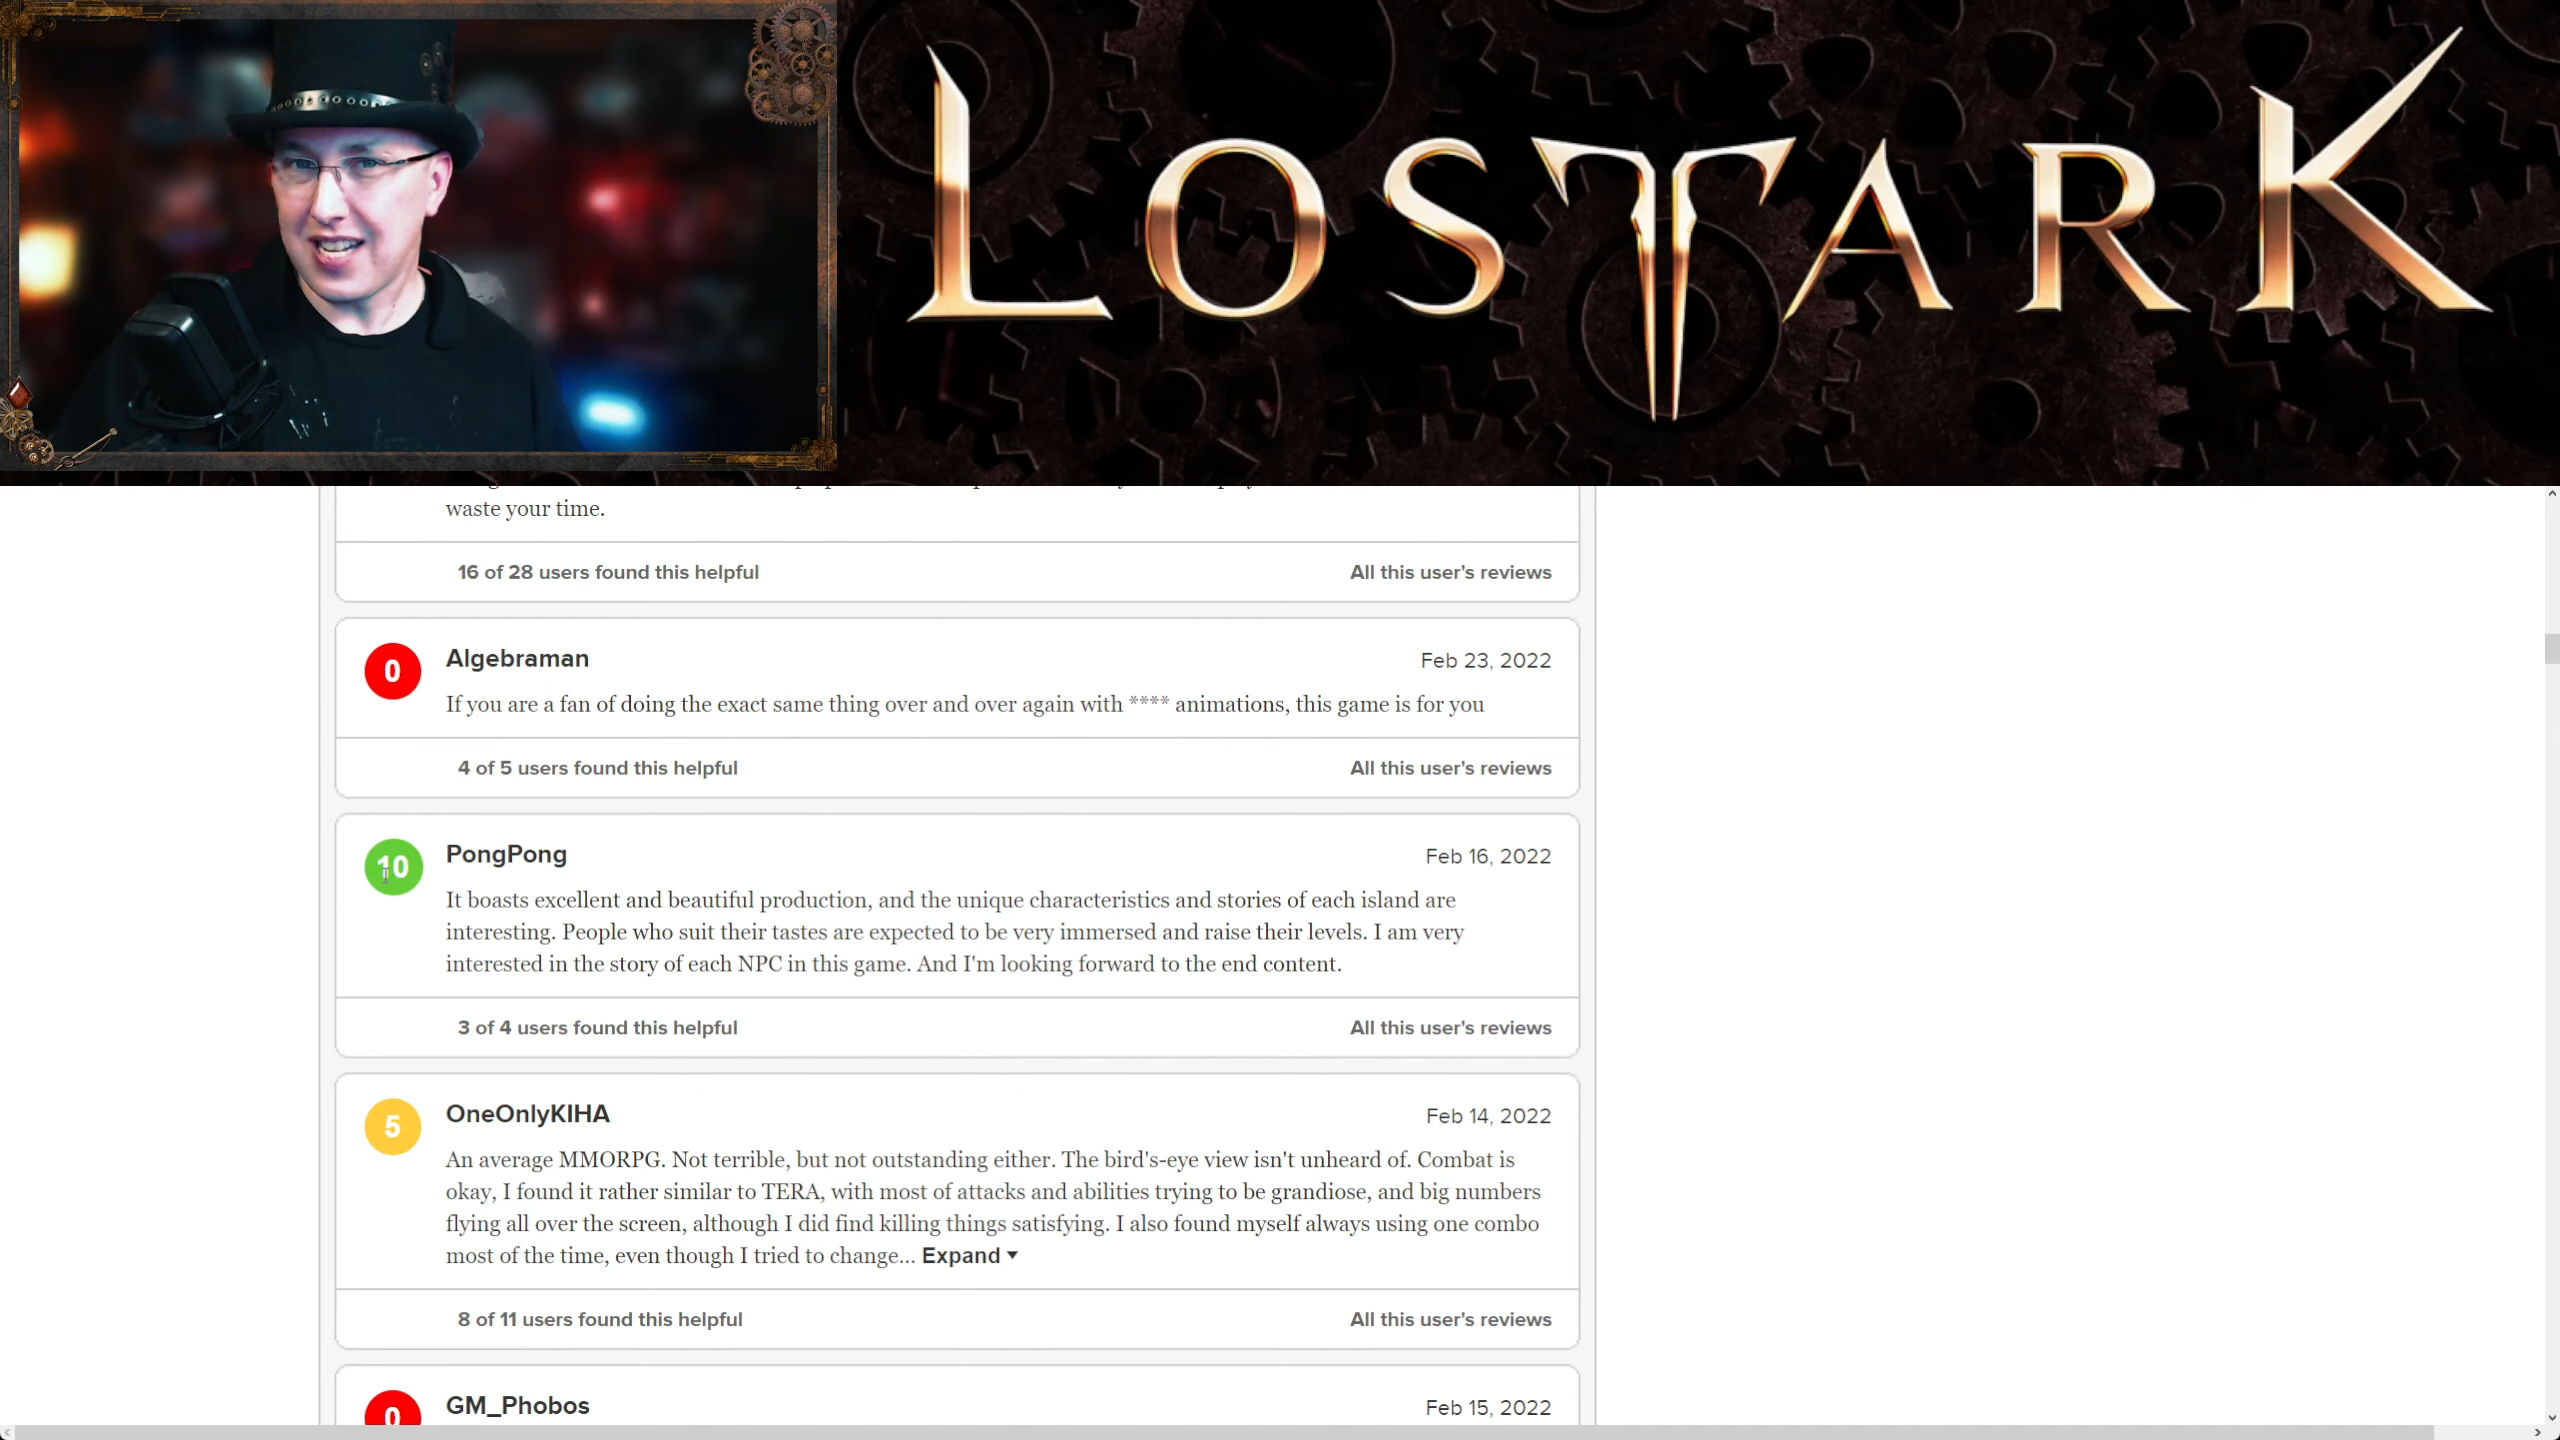 LOSTARK
waste your time.
16 of 28 users found this helpful
All this user's reviews
0
Algebraman
Feb 23, 2022
If you are a fan of doing the exact same thing over and over again with **** animations, this game is for you
4 of 5 users found this helpful
All this user's reviews
10
PongPong
Feb 16, 2022
It boasts excellent and beautiful production, and the unique characteristics and stories of each island are
interesting. People who suit their tastes are expected to be very immersed and raise their levels. I am very
interested in the story of each NPC in this game. And I'm looking forward to the end content.
3 of 4 users found this helpful
All this user's reviews
5
OneOnlyKIHA
Feb 14, 2022
An average MMORPG. Not terrible, but not outstanding either. The bird's-eye view isn't unheard of. Combat is
okay, I found it rather similar to TERA, with most of attacks and abilities trying to be grandiose, and big numbers
flying all over the screen, although I did find killing things satisfying. I also found myself always using one combo
most of the time, even though I tried to change... Expand
8 of 11 users found this helpful
All this user's reviews
0
GM_Phobos
Feb 15, 2022